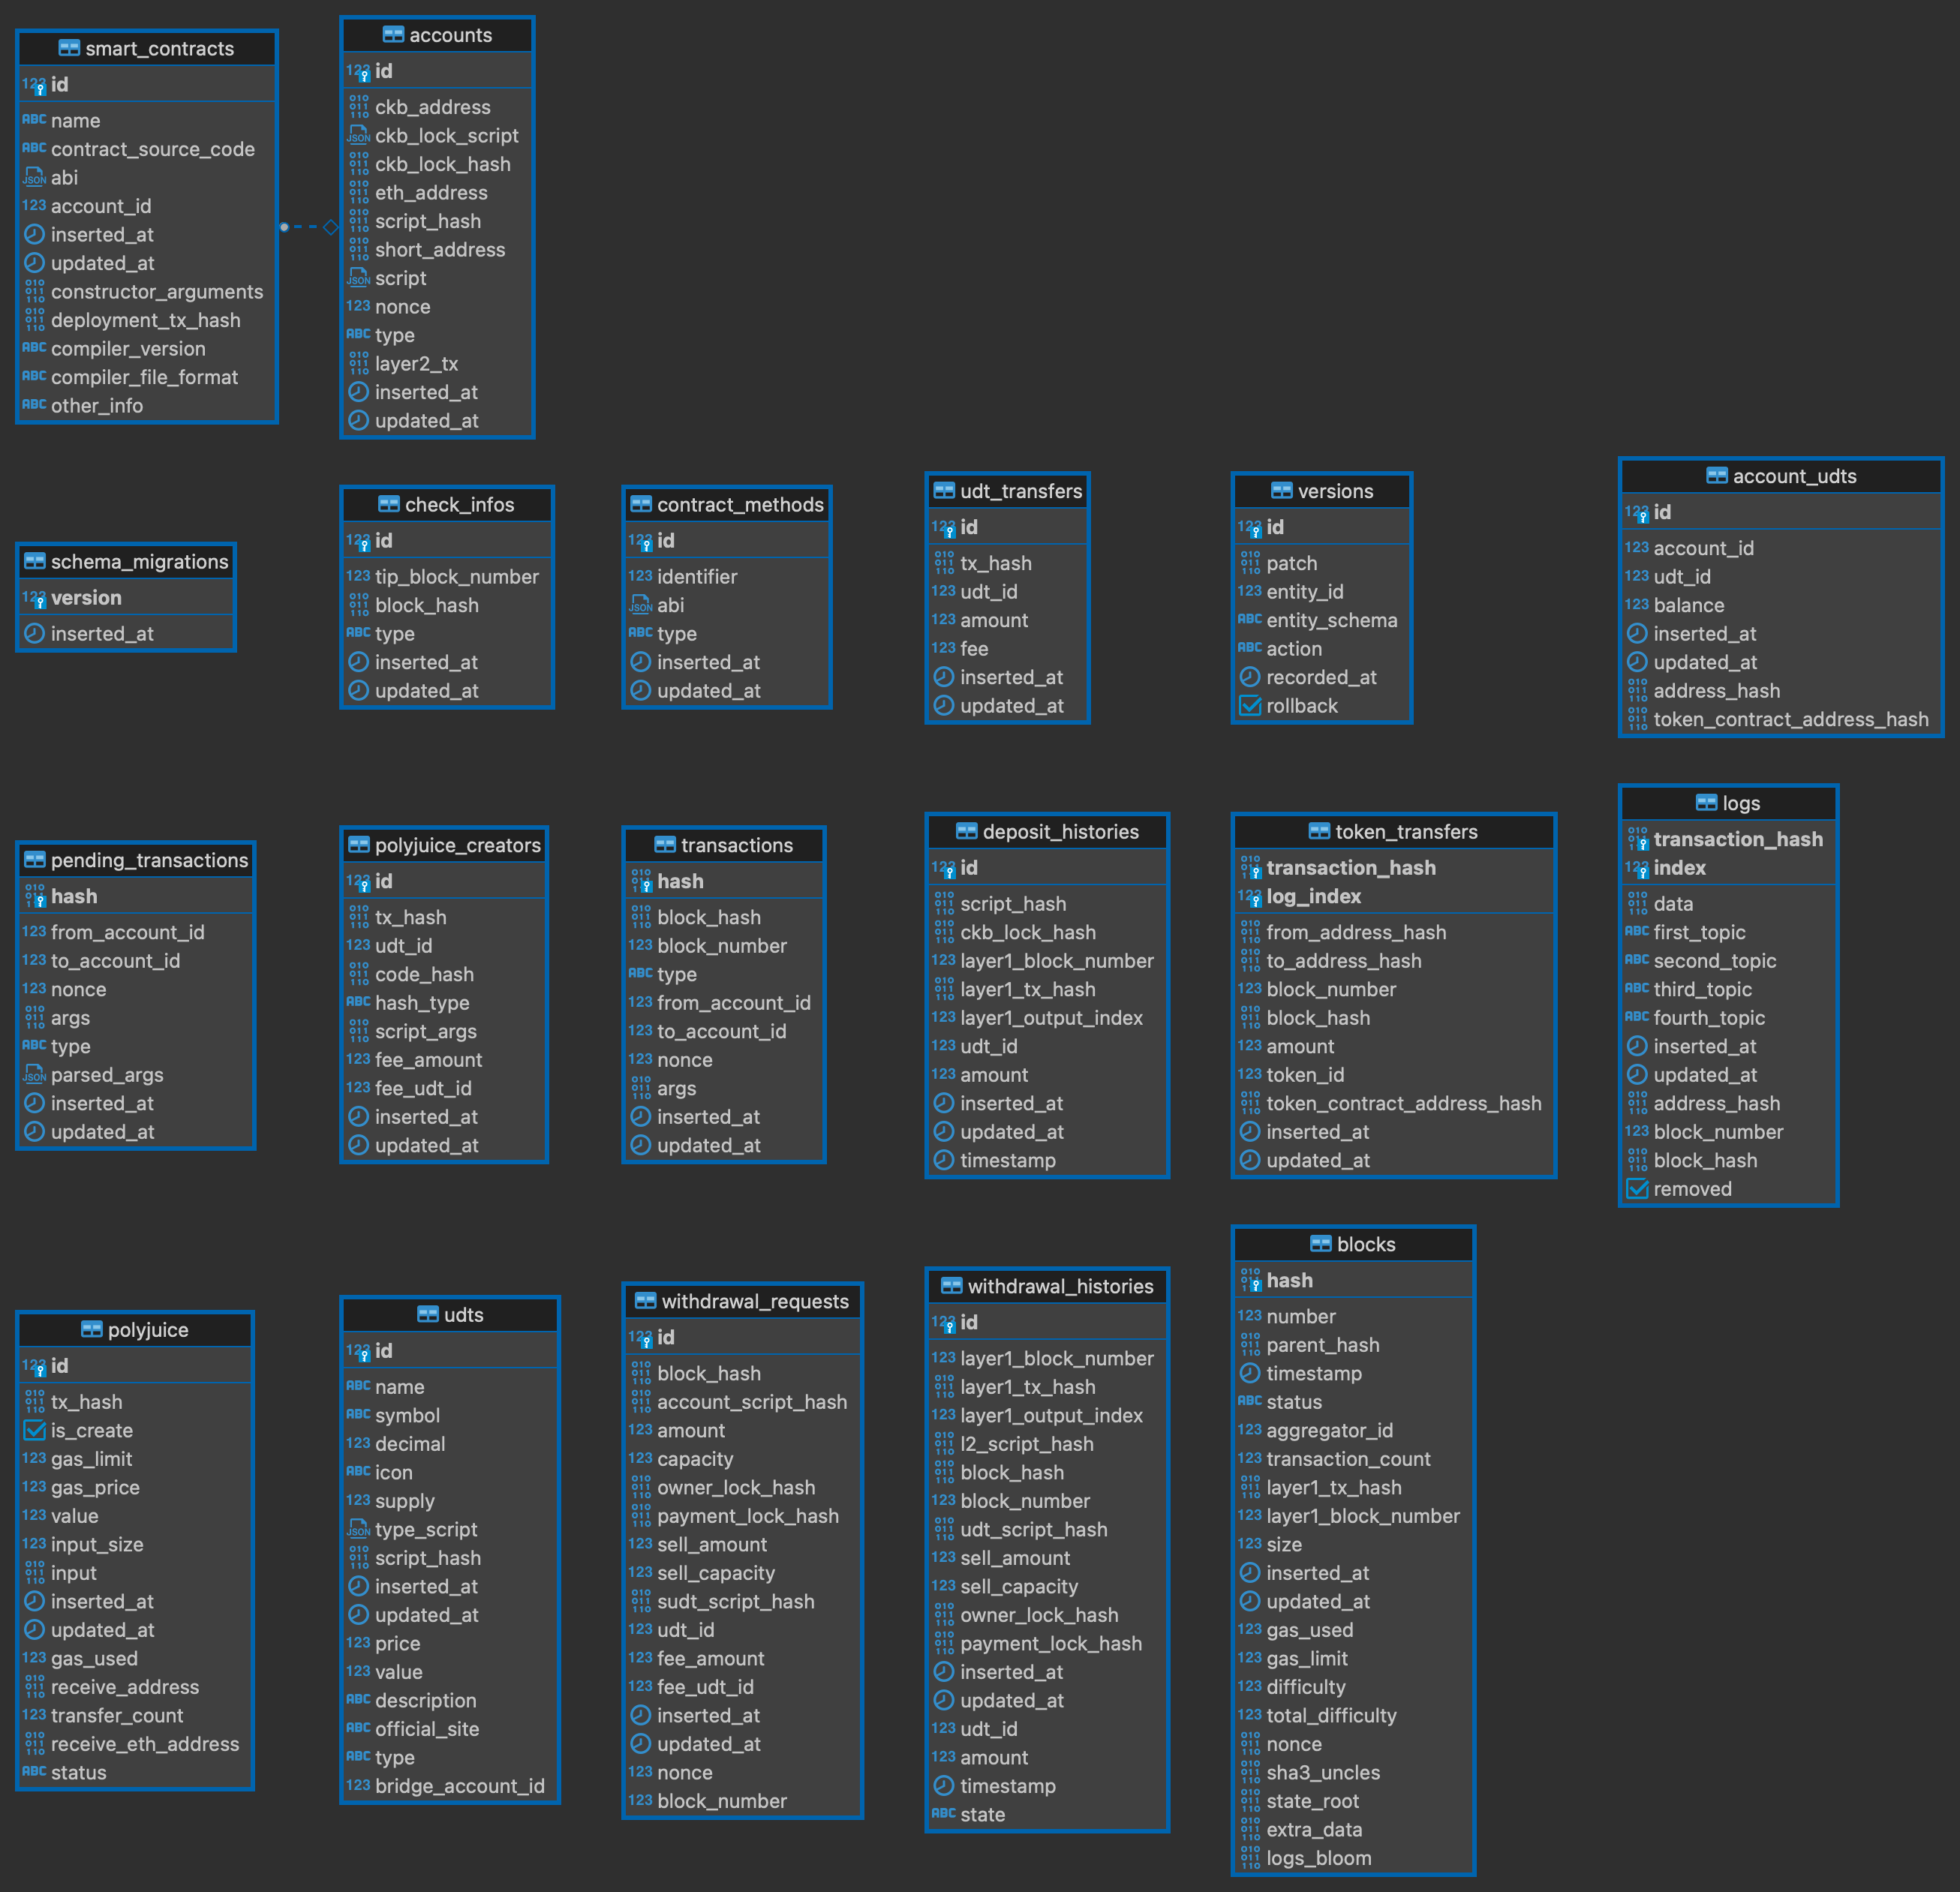 smart_contracts
id
name
contract_source_code
abi
account_id
inserted_at
updated_at
constructor_arguments
deployment_tx_hash
compiler_version
compiler_file_format
other_info
accounts
id
ckb_address
ckb_lock_script
ckb_lock_hash
eth_address
script_hash
short_address
script
nonce
type
layer2_tx
inserted_at
updated_at
schema_migrations
version
inserted_at
check_infos
id
tip_block_number
block_hash
type
inserted_at
updated_at
contract_methods
id
identifier
abi
type
inserted_at
updated_at
udt_transfers
id
tx_hash
udt_id
amount
fee
inserted_at
updated_at
versions
id
patch
entity_id
entity_schema
action
recorded_at
rollback
account_udts
id
account_id
udt_id
balance
inserted_at
updated_at
address_hash
token_contract_address_hash
pending_transactions
hash
from_account_id
to_account_id
nonce
args
type
parsed_args
inserted_at
updated_at
polyjuice_creators
id
tx_hash
udt_id
code_hash
hash_type
script_args
fee_amount
fee_udt_id
inserted_at
updated_at
transactions
hash
block_hash
block_number
type
from_account_id
to_account_id
nonce
args
inserted_at
updated_at
deposit_histories
id
script_hash
ckb_lock_hash
layer1_block_number
layer1_tx_hash
layer1_output_index
udt_id
amount
inserted_at
updated_at
timestamp
token_transfers
transaction_hash
log_index
from_address_hash
to_address_hash
block_number
block_hash
amount
token_id
token_contract_address_hash
inserted_at
updated_at
logs
transaction_hash
index
data
first_topic
second_topic
third_topic
fourth_topic
inserted_at
updated_at
address_hash
block_number
block_hash
removed
polyjuice
id
tx_hash
is_create
gas_limit
gas_price
value
input_size
input
inserted_at
updated_at
gas_used
receive_address
transfer_count
receive_eth_address
status
udts
id
name
symbol
decimal
icon
supply
type_script
script_hash
inserted_at
updated_at
price
value
description
official_site
type
bridge_account_id
withdrawal_requests
id
block_hash
account_script_hash
amount
capacity
owner_lock_hash
payment_lock_hash
sell_amount
sell_capacity
sudt_script_hash
udt_id
fee_amount
fee_udt_id
inserted_at
updated_at
nonce
block_number
withdrawal_histories
id
layer1_block_number
layer1_tx_hash
layer1_output_index
l2_script_hash
block_hash
block_number
udt_script_hash
sell_amount
sell_capacity
owner_lock_hash
payment_lock_hash
inserted_at
updated_at
udt_id
amount
timestamp
state
blocks
hash
number
parent_hash
timestamp
status
aggregator_id
transaction_count
layer1_tx_hash
layer1_block_number
size
inserted_at
updated_at
gas_used
gas_limit
difficulty
total_difficulty
nonce
sha3_uncles
state_root
extra_data
logs_bloom